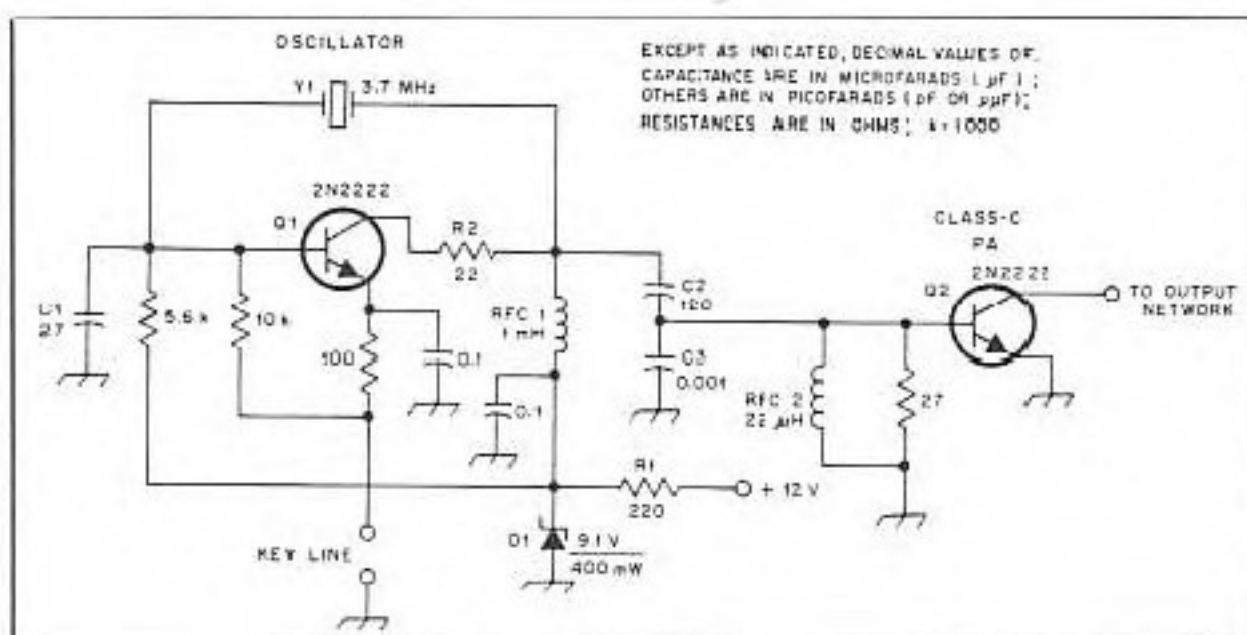 OSCILLATOR
EXCEPT AS INDICATED, DECIMAL VALUES OF
CAPACITANCE ARE IN MICROFARADS (µF);
OTHERS ARE IN PICOFARADS (pF OR µµF);
RESISTANCES ARE IN OHMS; k=1000
Y1 3.7 MHz
2N2222
Q1
R2
22
CLASS-C
PA
2N2222
Q2
TO OUTPUT
NETWORK
C1
27
5.6 k
10 k
100
0.1
RFC 1
1 mH
0.1
C2
120
C3
0.001
RFC 2
22 µH
27
R1
220
+ 12 V
KEY LINE
D1
9.1 V
400 mW